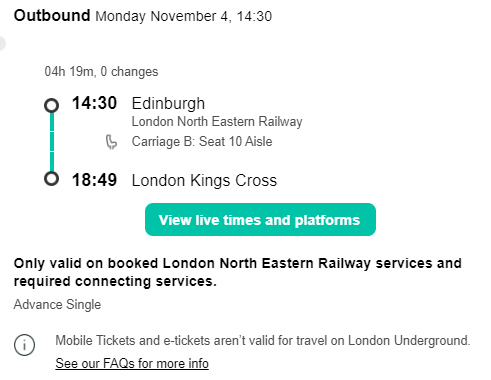 Outbound Monday November 4, 14:30
04h 19m, 0 changes
14:30 Edinburgh
London North Eastern Railway
Carriage B: Seat 10 Aisle
18:49 London Kings Cross
View live times and platforms
Only valid on booked London North Eastern Railway services and
required connecting services.
Advance Single
Mobile Tickets and e-tickets aren't valid for travel on London Underground.
See our FAQs for more info